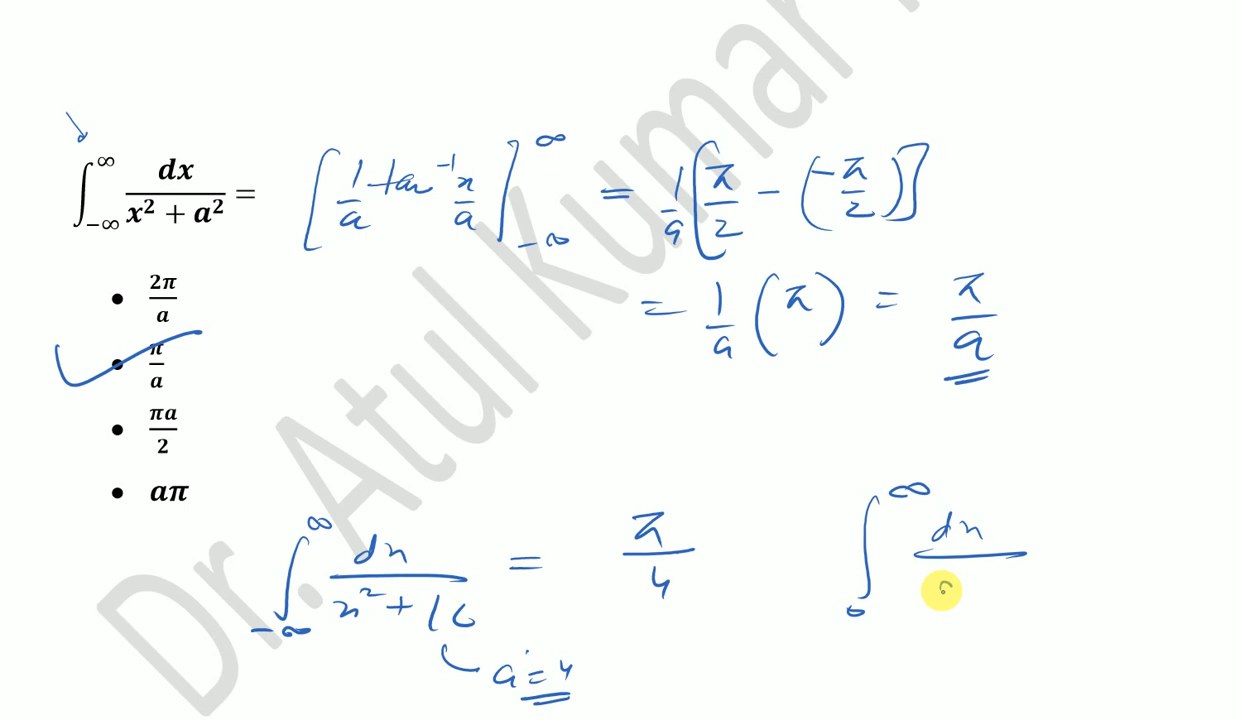 ∫_{-∞}^{∞} dx/(x² + a²) = [1/a tan⁻¹ x/a]_{-∞}^{∞} = 1/a [π/2 - (-π/2)]
= 1/a (π) = π/a
• 2π/a
• π/a
• πa/2
• aπ
∫_{-∞}^{∞} dx/(x² + 16) = π/4
a = 4
∫_{0}^{∞} dx
Dr. Atul Kumar